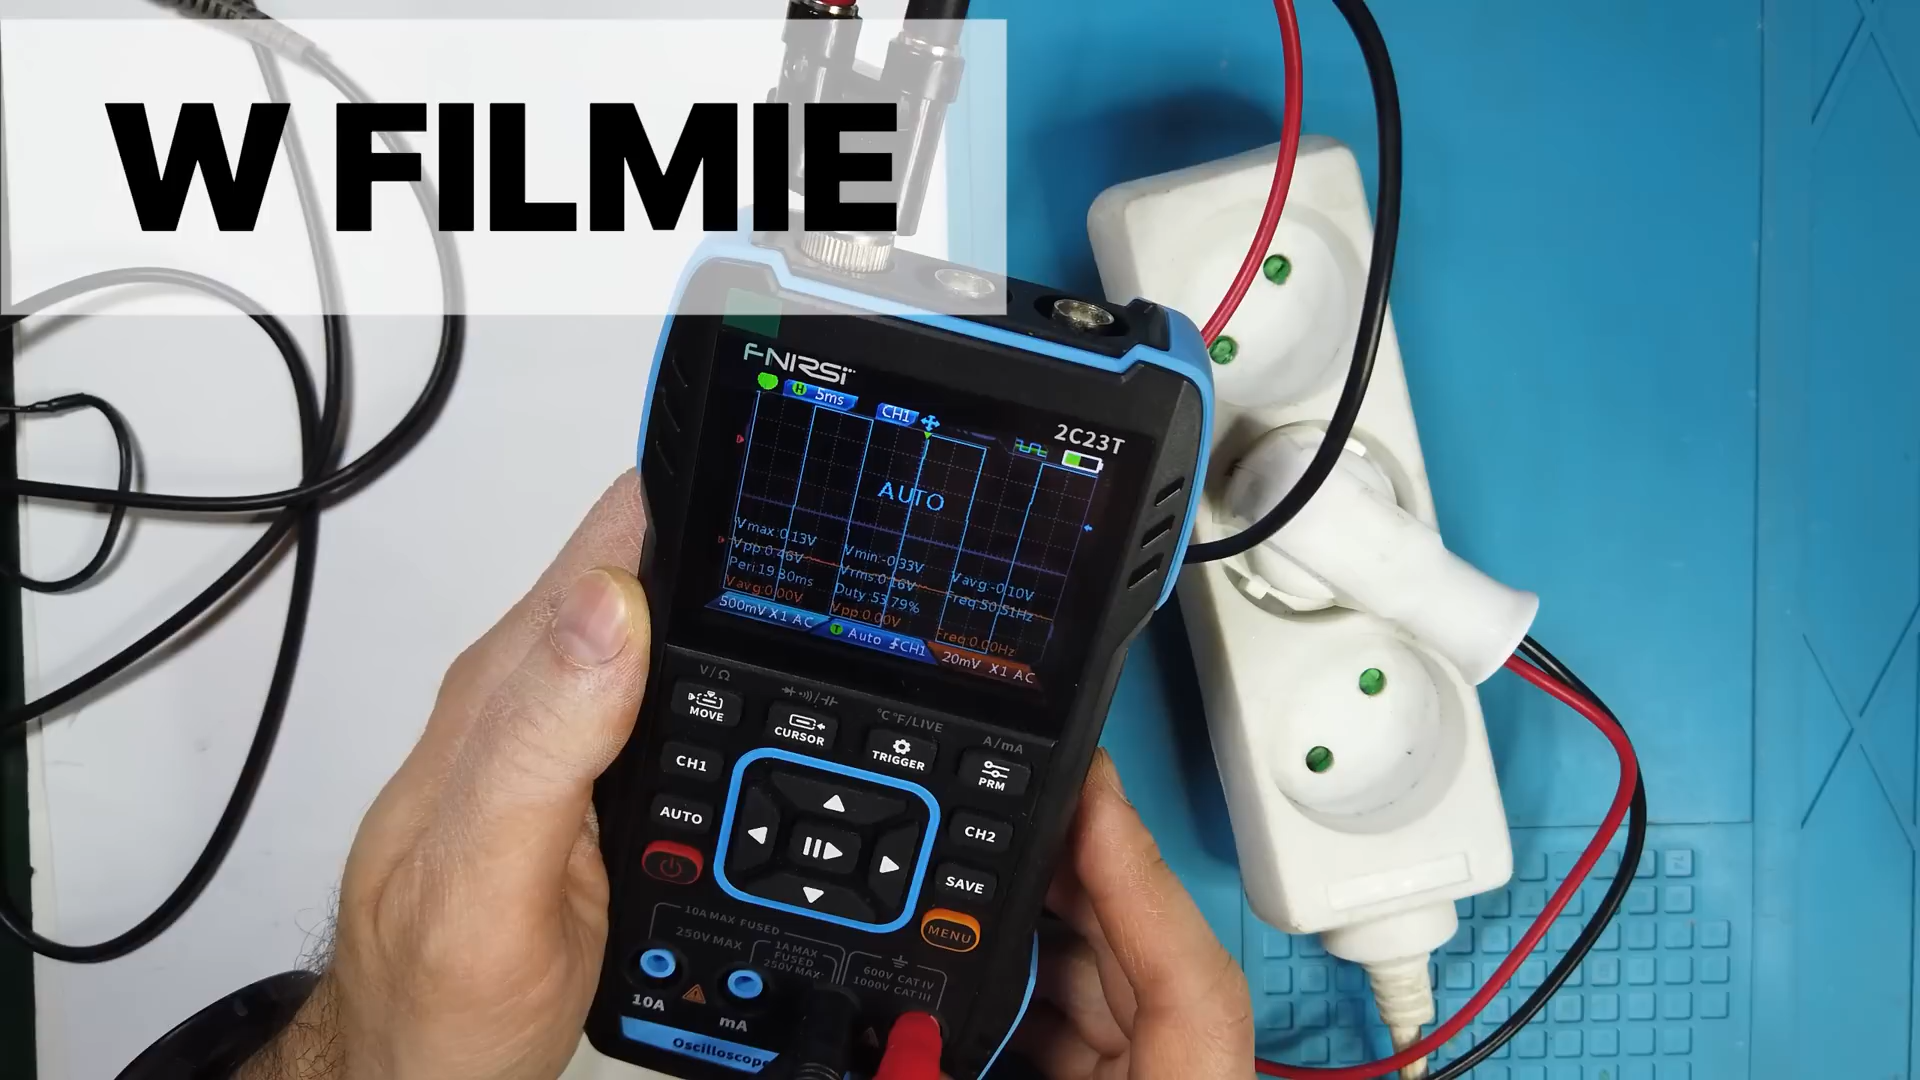 W FILMIE
FNIRSI
5ms
CH1
2C23T
AUTO
Vmax:0.13V
Vmin:-0.33V
Vavg:-0.10V
Vpp:0.46V
Vrms:0.16V
Freq:50.51Hz
Peri:19.80ms
Duty:53.79%
Vavg:0.00V
Vpp:0.00V
Freq:0.00Hz
500mV X1 AC
Auto
CH1
20mV X1 AC
V/Ω
°C°F/LIVE
A/mA
MOVE
CURSOR
TRIGGER
PRM
CH1
AUTO
CH2
SAVE
MENU
10A MAX FUSED
250V MAX
1A MAX
FUSED
250V MAX
600V CAT IV
1000V CAT III
10A
mA
Oscilloscope